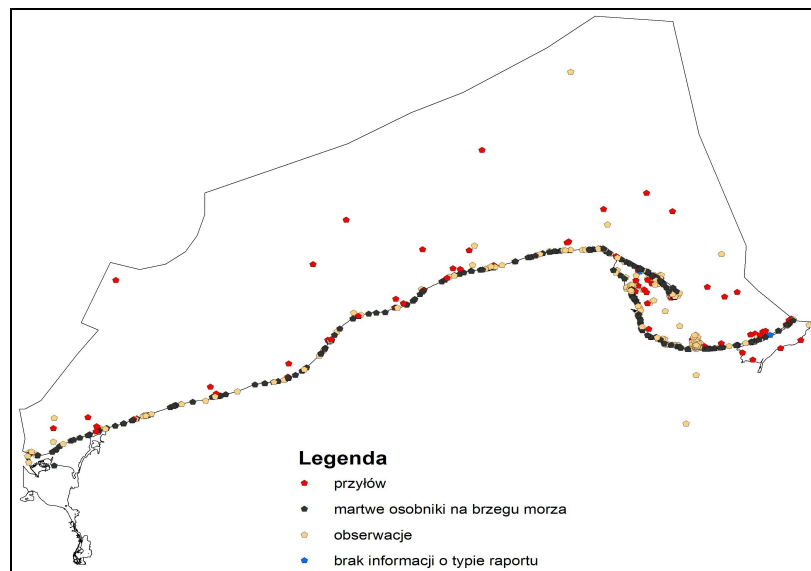 Legenda
przyłów
martwe osobniki na brzegu morza
obserwacje
brak informacji o typie raportu